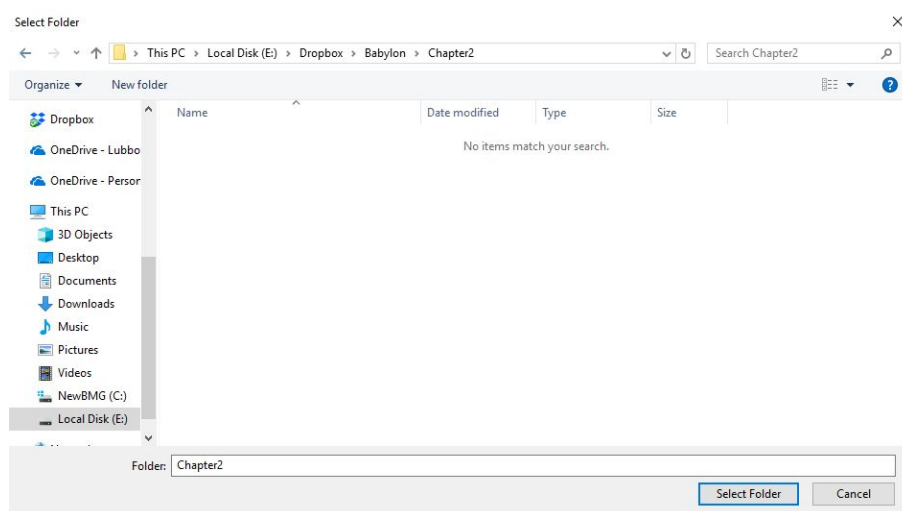 Select Folder
This PC > Local Disk (E:) > Dropbox > Babylon > Chapter2
Search Chapter2
Organize
New folder
Name
Date modified
Type
Size
No items match your search.
Dropbox
OneDrive - Lubbo
OneDrive - Person
This PC
3D Objects
Desktop
Documents
Downloads
Music
Pictures
Videos
NewBMG (C:)
Local Disk (E:)
Folder: Chapter2
Select Folder
Cancel